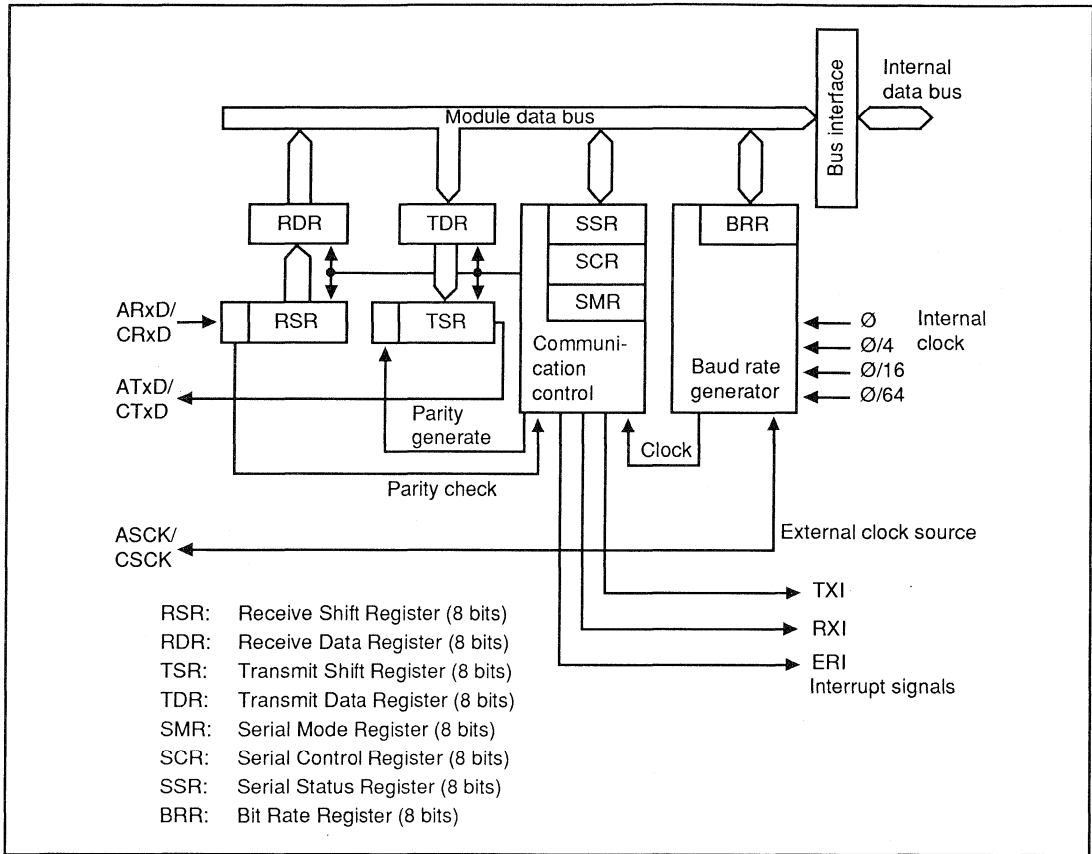 Internal
data bus
Bus interface
Module data bus
RDR
TDR
SSR
BRR
SCR
SMR
ARxD/
CRxD
RSR
TSR
Ø
Internal
clock
Ø/4
Ø/16
Ø/64
Communi-
cation
control
Baud rate
generator
ATxD/
CTxD
Parity
generate
Clock
Parity check
ASCK/
CSCK
External clock source
TXI
RXI
ERI
Interrupt signals
RSR: Receive Shift Register (8 bits)
RDR: Receive Data Register (8 bits)
TSR: Transmit Shift Register (8 bits)
TDR: Transmit Data Register (8 bits)
SMR: Serial Mode Register (8 bits)
SCR: Serial Control Register (8 bits)
SSR: Serial Status Register (8 bits)
BRR: Bit Rate Register (8 bits)